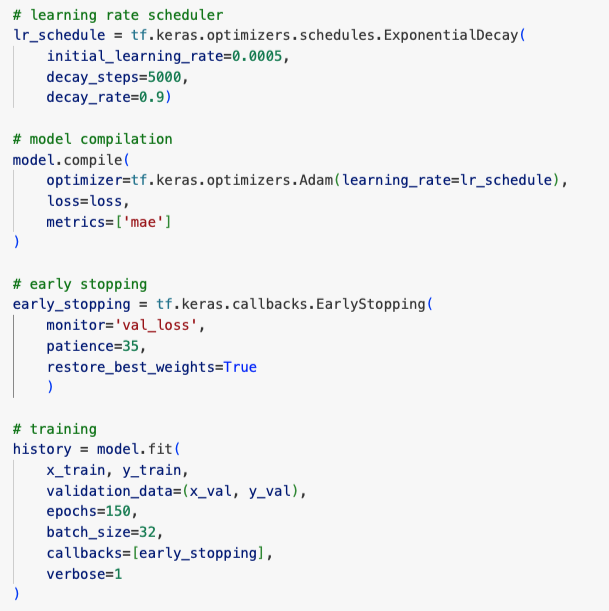 # learning rate scheduler
lr_schedule = tf.keras.optimizers.schedules.ExponentialDecay(
    initial_learning_rate=0.0005,
    decay_steps=5000,
    decay_rate=0.9)

# model compilation
model.compile(
    optimizer=tf.keras.optimizers.Adam(learning_rate=lr_schedule),
    loss=loss,
    metrics=['mae']
)

# early stopping
early_stopping = tf.keras.callbacks.EarlyStopping(
    monitor='val_loss',
    patience=35,
    restore_best_weights=True
    )

# training
history = model.fit(
    x_train, y_train,
    validation_data=(x_val, y_val),
    epochs=150,
    batch_size=32,
    callbacks=[early_stopping],
    verbose=1
)